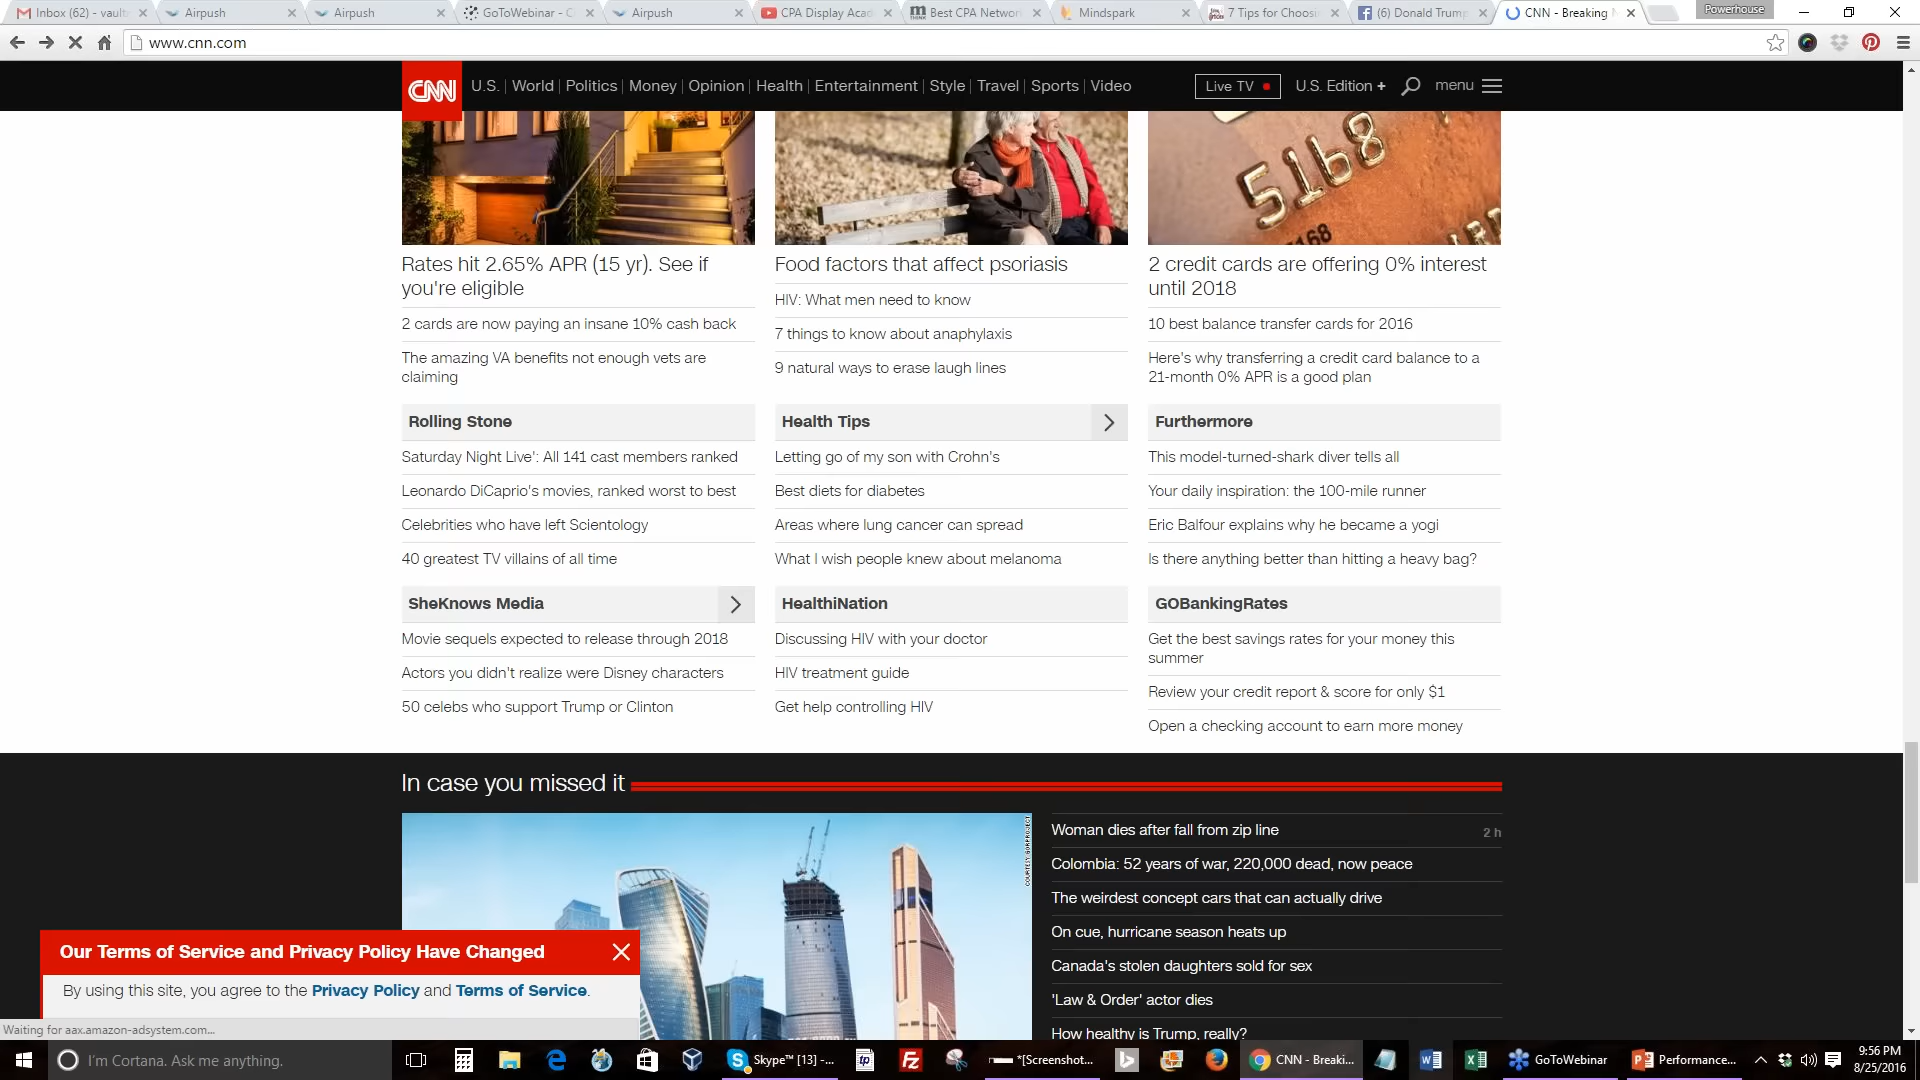 Inbox (62) - vault
Airpush
Airpush
GoToWebinar - C
Airpush
CPA Display Aca
Best CPA Networ
Mindspark
7 Tips for Choosi
(6) Donald Trump
CNN - Breaking
Powerhouse
www.cnn.com
CNN
U.S.
World
Politics
Money
Opinion
Health
Entertainment
Style
Travel
Sports
Video
Live TV
U.S. Edition +
menu
5168
5168
Rates hit 2.65% APR (15 yr). See if
you're eligible
2 cards are now paying an insane 10% cash back
The amazing VA benefits not enough vets are
claiming
Food factors that affect psoriasis
HIV: What men need to know
7 things to know about anaphylaxis
9 natural ways to erase laugh lines
2 credit cards are offering 0% interest
until 2018
10 best balance transfer cards for 2016
Here's why transferring a credit card balance to a
21-month 0% APR is a good plan
Rolling Stone
Saturday Night Live': All 141 cast members ranked
Leonardo DiCaprio's movies, ranked worst to best
Celebrities who have left Scientology
40 greatest TV villains of all time
Health Tips
Letting go of my son with Crohn's
Best diets for diabetes
Areas where lung cancer can spread
What I wish people knew about melanoma
Furthermore
This model-turned-shark diver tells all
Your daily inspiration: the 100-mile runner
Eric Balfour explains why he became a yogi
Is there anything better than hitting a heavy bag?
SheKnows Media
Movie sequels expected to release through 2018
Actors you didn't realize were Disney characters
50 celebs who support Trump or Clinton
HealthiNation
Discussing HIV with your doctor
HIV treatment guide
Get help controlling HIV
GOBankingRates
Get the best savings rates for your money this
summer
Review your credit report & score for only $1
Open a checking account to earn more money
In case you missed it
Woman dies after fall from zip line
2 h
Colombia: 52 years of war, 220,000 dead, now peace
The weirdest concept cars that can actually drive
On cue, hurricane season heats up
Canada's stolen daughters sold for sex
'Law & Order' actor dies
How healthy is Trump, really?
Our Terms of Service and Privacy Policy Have Changed
By using this site, you agree to the Privacy Policy and Terms of Service.
Waiting for aax.amazon-adsystem.com...
I'm Cortana. Ask me anything.
Skype™ [13] -...
*[Screenshot...
CNN - Breaki...
GoToWebinar
Performance...
9:56 PM
8/25/2016